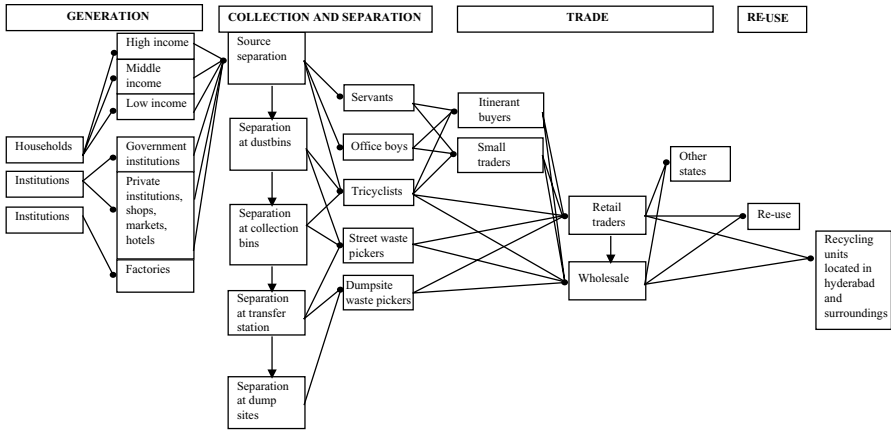 GENERATION
COLLECTION AND SEPARATION
TRADE
RE-USE
High income
Middle
income
Low income
Households
Institutions
Institutions
Government
institutions
Private
institutions,
shops,
markets,
hotels
Factories
Source
separation
Separation
at dustbins
Separation
at collection
bins
Separation
at transfer
station
Separation
at dump
sites
Servants
Office boys
Tricyclists
Street waste
pickers
Dumpsite
waste pickers
Itinerant
buyers
Small
traders
Retail
traders
Wholesale
Other
states
Re-use
Recycling
units
located in
hyderabad
and
surroundings